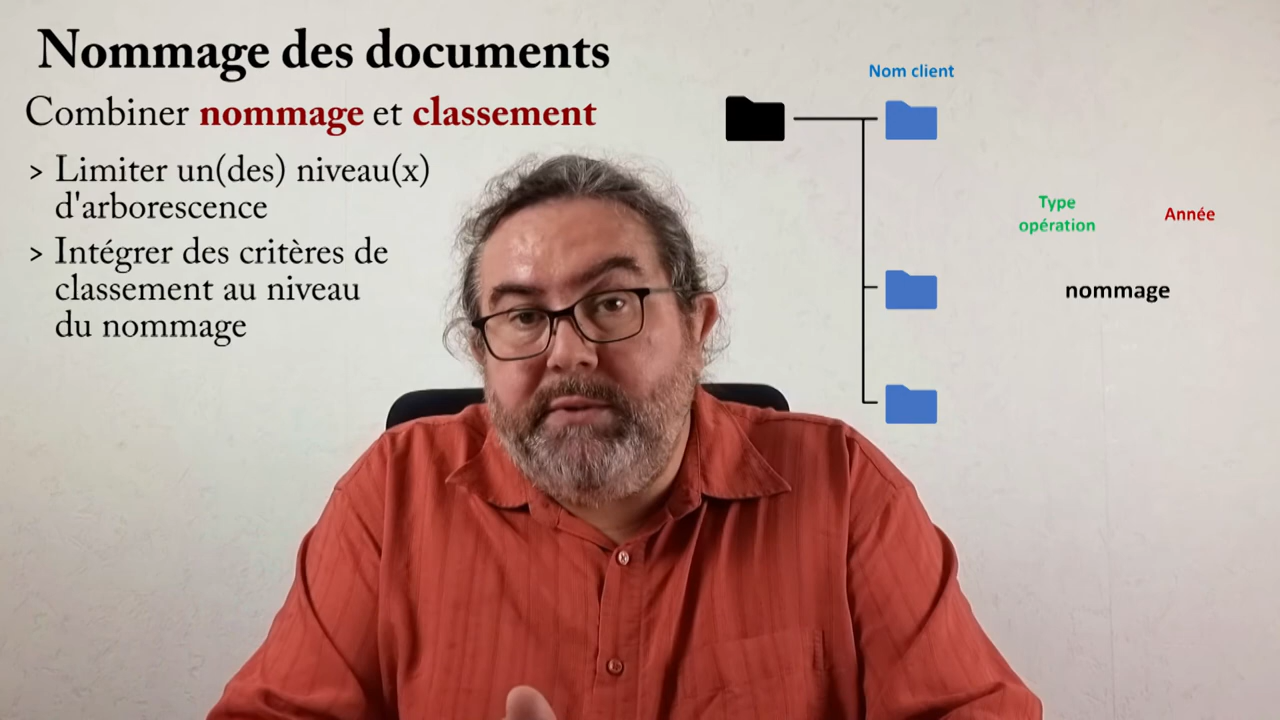 Nommage des documents
Combiner nommage et classement
> Limiter un(des) niveau(x)
d'arborescence
> Intégrer des critères de
classement au niveau
du nommage
Nom client
Type
opération
Année
nommage